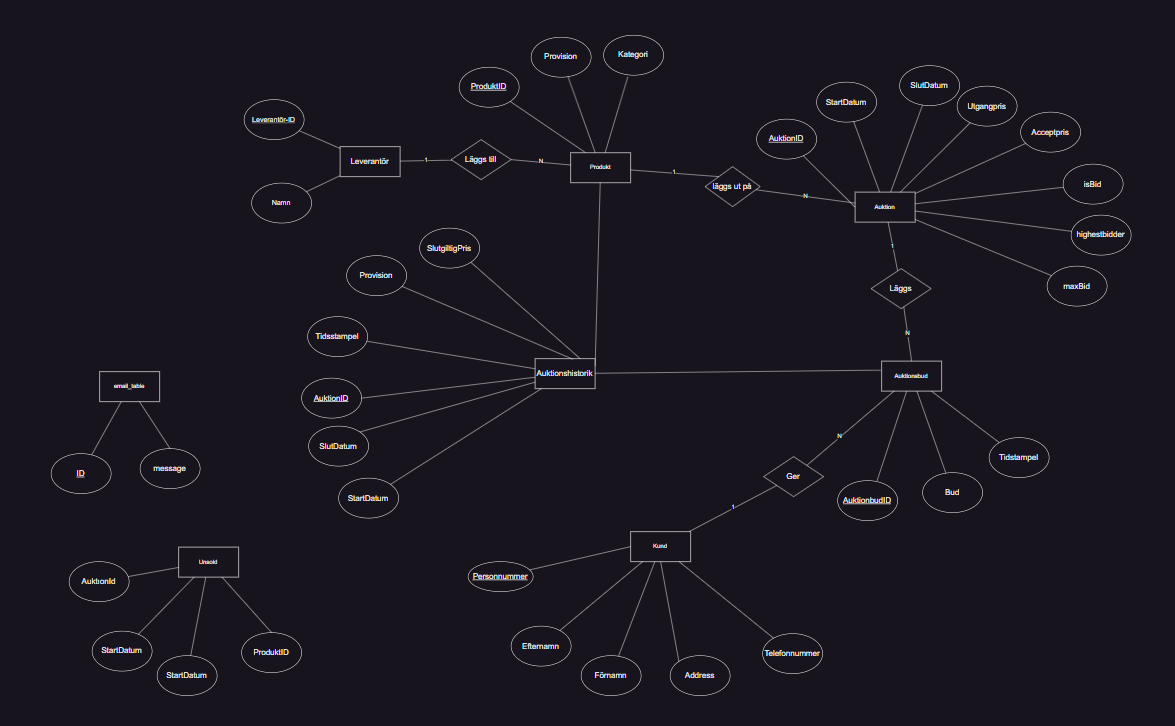 Provision
Kategori
ProduktID
SlutDatum
StartDatum
Utgangpris
Leverantör-ID
Acceptpris
AuktionID
Leverantör
1
Läggs till
N
Produkt
1
läggs ut på
N
isBid
Namn
Auktion
highestbidder
SlutgiltigPris
1
Provision
Läggs
maxBid
Tidsstampel
N
Auktionshistorik
Auktionsbud
email_table
AuktionID
N
SlutDatum
Tidstampel
ID
message
Ger
Bud
StartDatum
AuktionbudID
1
Kund
Unsold
AuktionId
Personnummer
StartDatum
ProduktID
Efternamn
Telefonnummer
StartDatum
Förnamn
Address